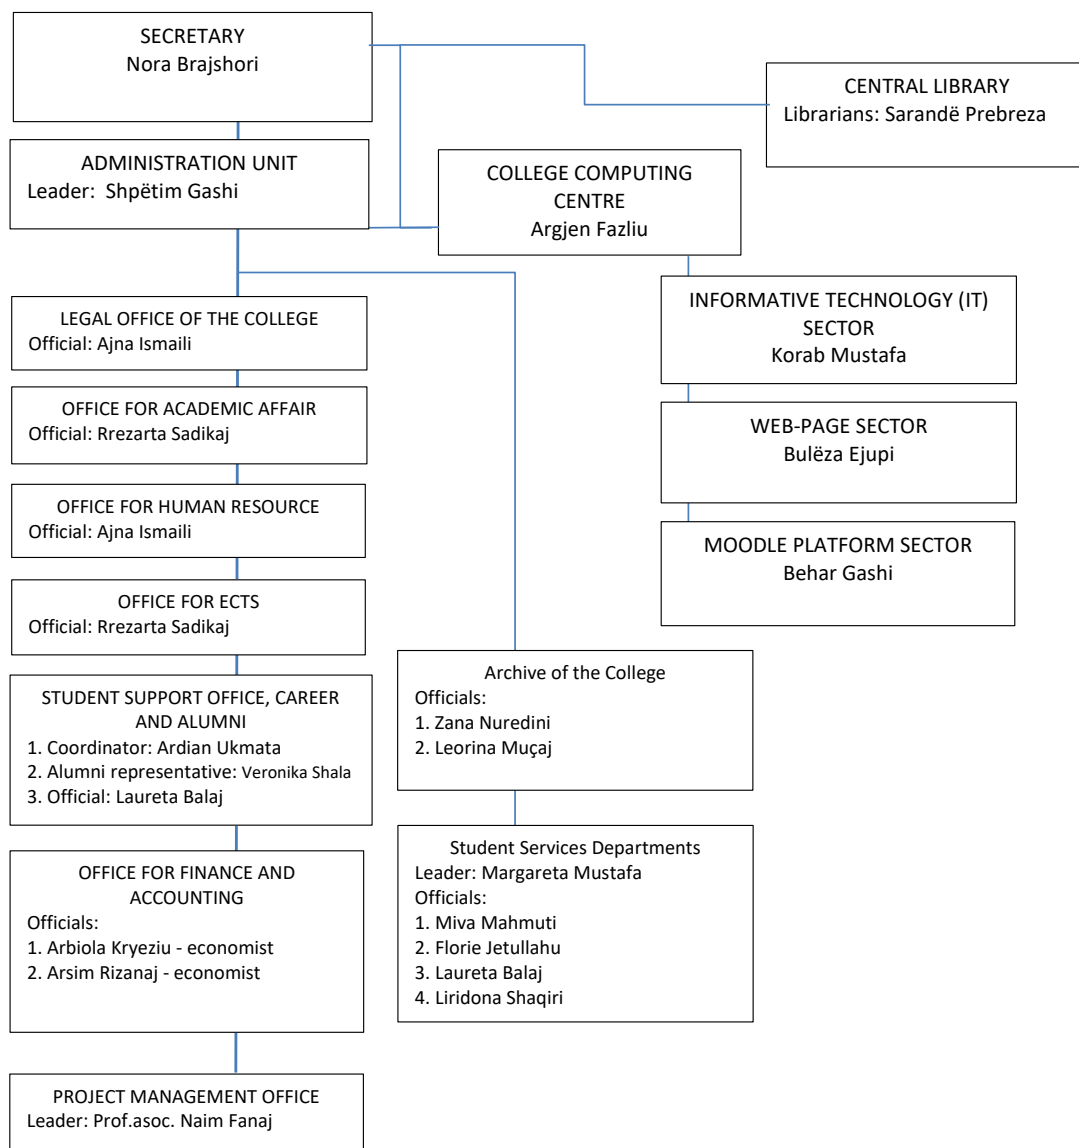 SECRETARY
Nora Brajshori
CENTRAL LIBRARY
Librarians: Sarandë Prebreza
ADMINISTRATION UNIT
Leader:  Shpëtim Gashi
COLLEGE COMPUTING
CENTRE
Argjen Fazliu
LEGAL OFFICE OF THE COLLEGE
Official: Ajna Ismaili
INFORMATIVE TECHNOLOGY (IT)
SECTOR
Korab Mustafa
OFFICE FOR ACADEMIC AFFAIR
Official: Rrezarta Sadikaj
WEB-PAGE SECTOR
Bulëza Ejupi
OFFICE FOR HUMAN RESOURCE
Official: Ajna Ismaili
MOODLE PLATFORM SECTOR
Behar Gashi
OFFICE FOR ECTS
Official: Rrezarta Sadikaj
STUDENT SUPPORT OFFICE, CAREER
AND ALUMNI
1. Coordinator: Ardian Ukmata
2. Alumni representative: Veronika Shala
3. Official: Laureta Balaj
Archive of the College
Officials:
1. Zana Nuredini
2. Leorina Muçaj
OFFICE FOR FINANCE AND
ACCOUNTING
Officials:
1. Arbiola Kryeziu - economist
2. Arsim Rizanaj - economist
Student Services Departments
Leader: Margareta Mustafa
Officials:
1. Miva Mahmuti
2. Florie Jetullahu
3. Laureta Balaj
4. Liridona Shaqiri
PROJECT MANAGEMENT OFFICE
Leader: Prof.asoc. Naim Fanaj